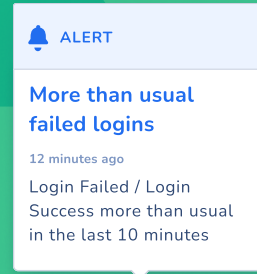 ALERT
More than usual
failed logins
12 minutes ago
Login Failed / Login
Success more than usual
in the last 10 minutes